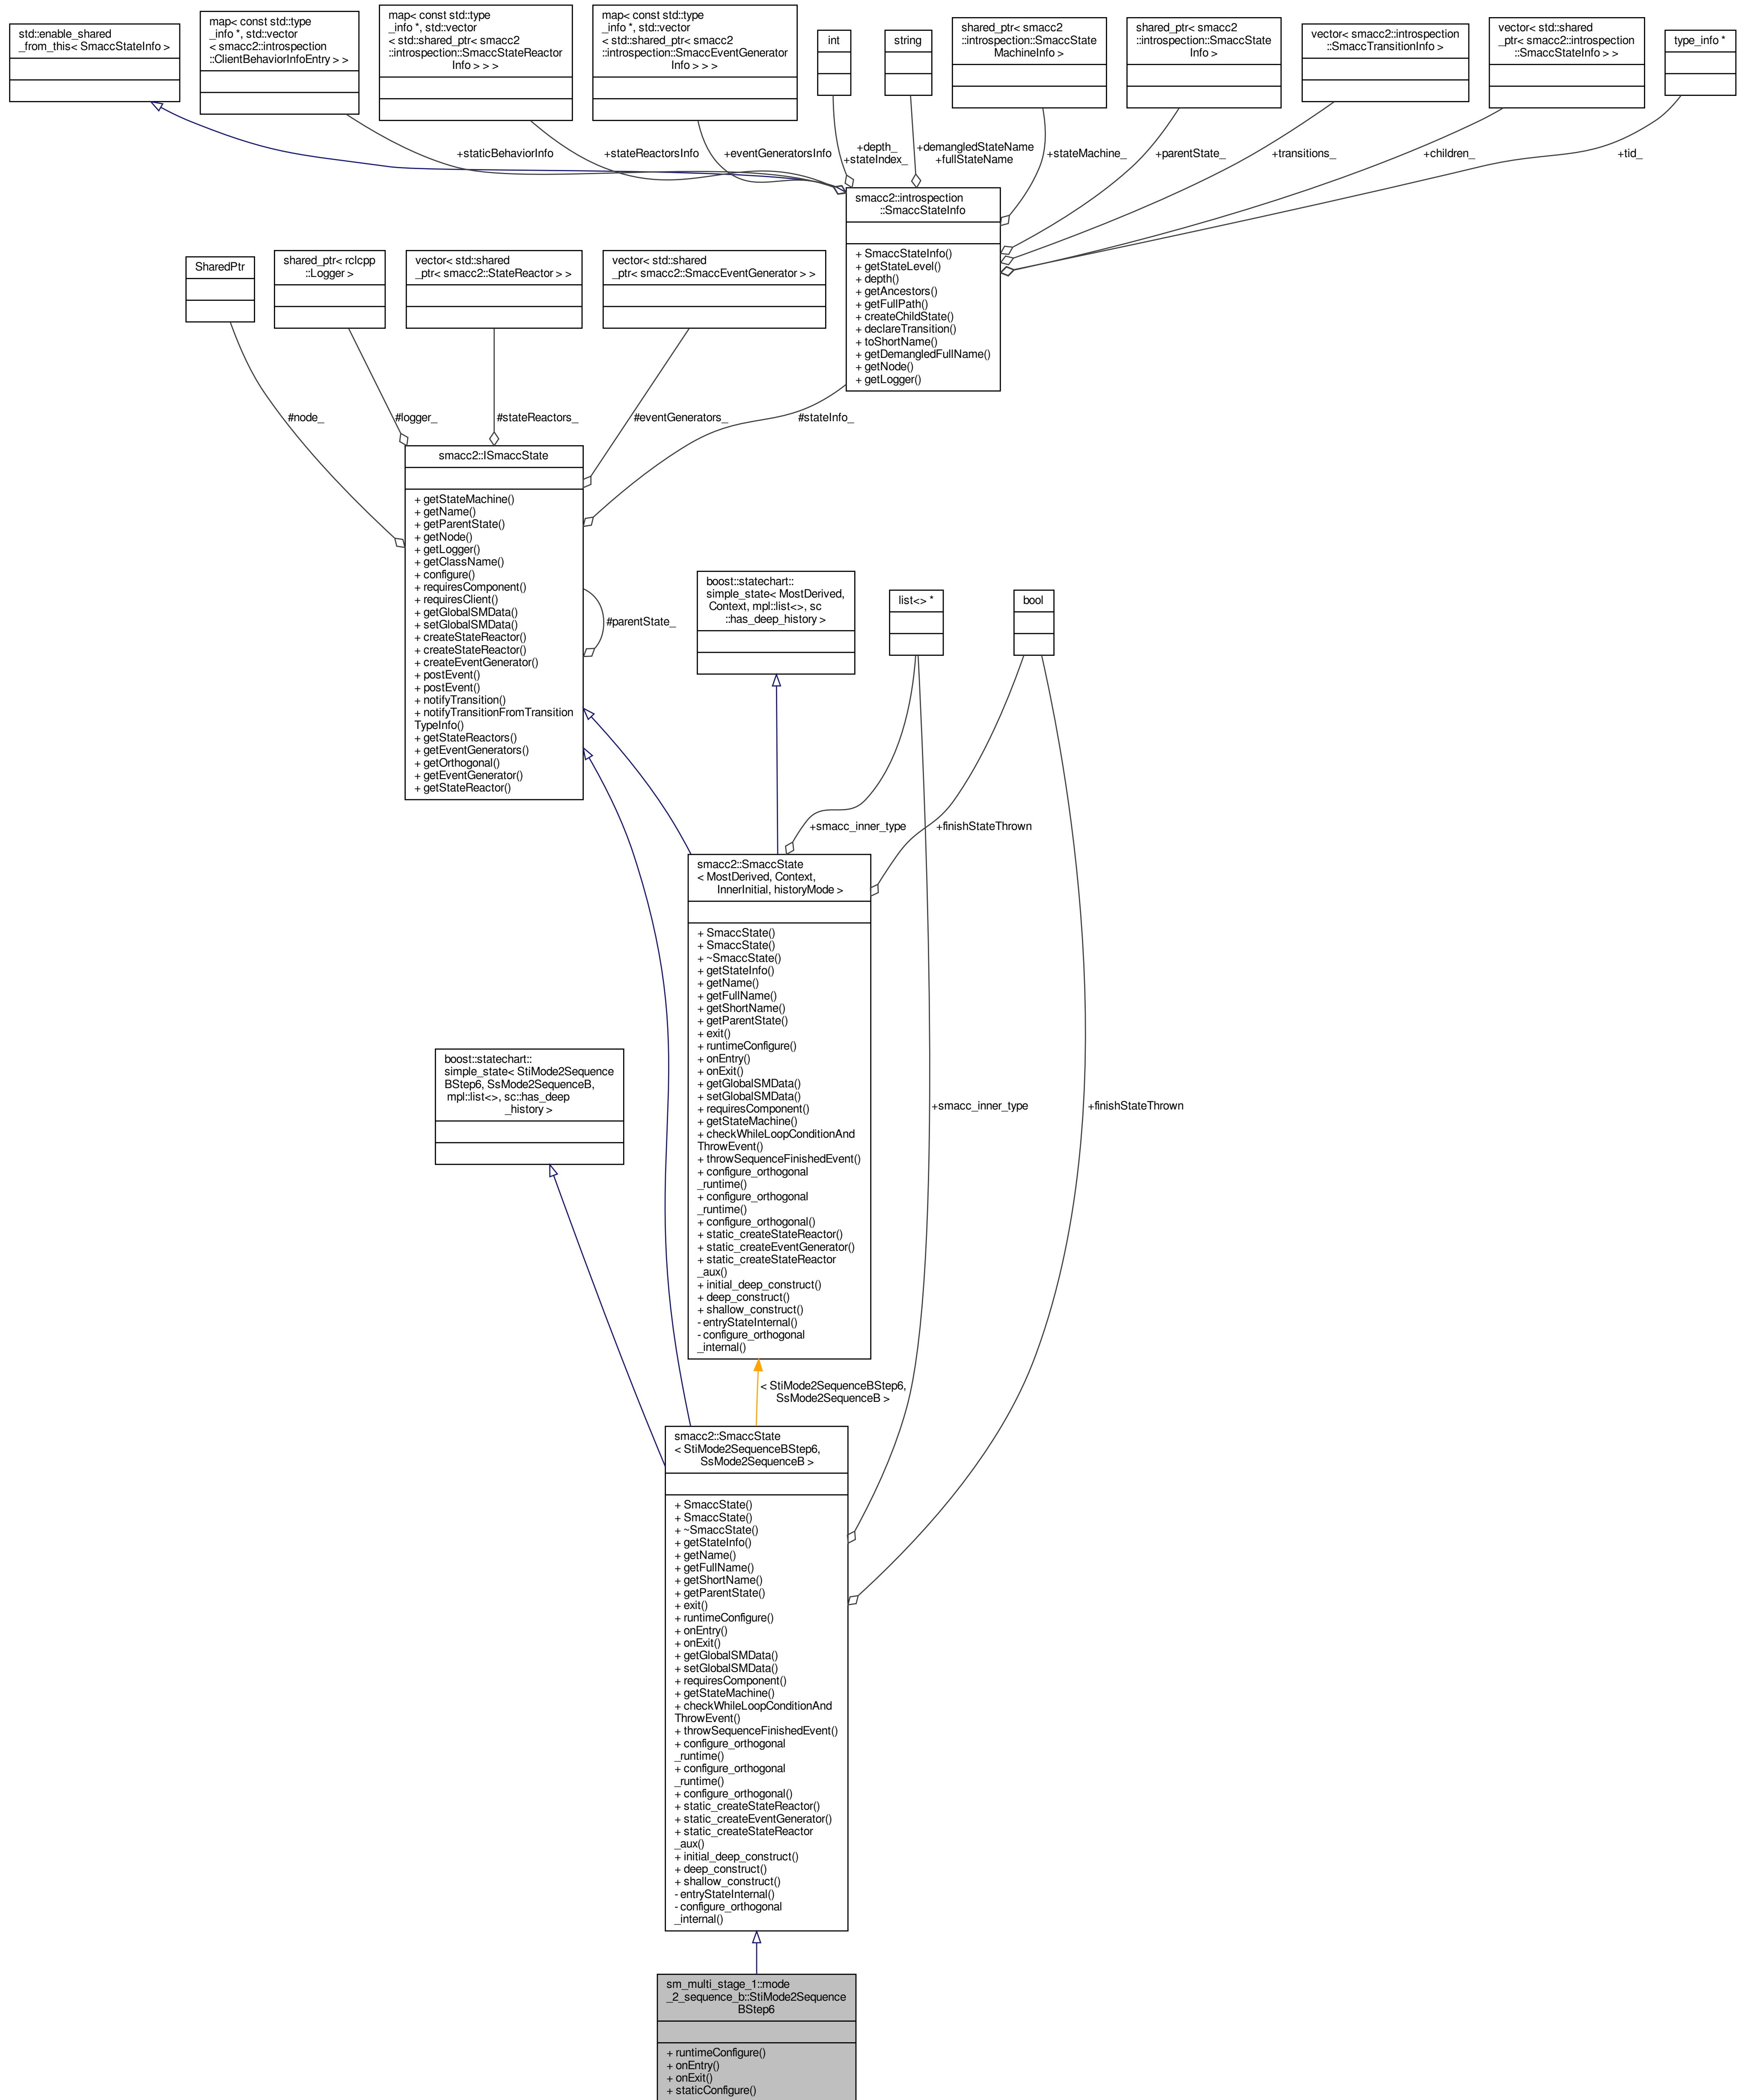 std::enable_shared
_from_this< SmaccStateInfo >
map< const std::type
_info *, std::vector
< smacc2::introspection
::ClientBehaviorInfoEntry > >
map< const std::type
_info *, std::vector
< std::shared_ptr< smacc2
::introspection::SmaccStateReactor
Info > > >
map< const std::type
_info *, std::vector
< std::shared_ptr< smacc2
::introspection::SmaccEventGenerator
Info > > >
int
string
shared_ptr< smacc2
::introspection::SmaccState
MachineInfo >
shared_ptr< smacc2
::introspection::SmaccState
Info >
vector< smacc2::introspection
::SmaccTransitionInfo >
vector< std::shared
_ptr< smacc2::introspection
::SmaccStateInfo > >
type_info *
+staticBehaviorInfo
+stateReactorsInfo
+eventGeneratorsInfo
+depth_
+stateIndex_
+demangledStateName
+fullStateName
+stateMachine_
+parentState_
+transitions_
+children_
+tid_
smacc2::introspection
::SmaccStateInfo
+ SmaccStateInfo()
+ getStateLevel()
+ depth()
+ getAncestors()
+ getFullPath()
+ createChildState()
+ declareTransition()
+ toShortName()
+ getDemangledFullName()
+ getNode()
+ getLogger()
SharedPtr
shared_ptr< rclcpp
::Logger >
vector< std::shared
_ptr< smacc2::StateReactor > >
vector< std::shared
_ptr< smacc2::SmaccEventGenerator > >
#node_
#logger_
#stateReactors_
#eventGenerators_
#stateInfo_
smacc2::ISmaccState
+ getStateMachine()
+ getName()
+ getParentState()
+ getNode()
+ getLogger()
+ getClassName()
+ configure()
+ requiresComponent()
+ requiresClient()
+ getGlobalSMData()
+ setGlobalSMData()
+ createStateReactor()
+ createStateReactor()
+ createEventGenerator()
+ postEvent()
+ postEvent()
+ notifyTransition()
+ notifyTransitionFromTransition
TypeInfo()
+ getStateReactors()
+ getEventGenerators()
+ getOrthogonal()
+ getEventGenerator()
+ getStateReactor()
#parentState_
boost::statechart::
simple_state< MostDerived,
Context, mpl::list<>, sc
::has_deep_history >
list<> *
bool
+smacc_inner_type
+finishStateThrown
smacc2::SmaccState
< MostDerived, Context,
InnerInitial, historyMode >
+ SmaccState()
+ SmaccState()
+ ~SmaccState()
+ getStateInfo()
+ getName()
+ getFullName()
+ getShortName()
+ getParentState()
+ exit()
+ runtimeConfigure()
+ onEntry()
+ onExit()
+ getGlobalSMData()
+ setGlobalSMData()
+ requiresComponent()
+ getStateMachine()
+ checkWhileLoopConditionAnd
ThrowEvent()
+ throwSequenceFinishedEvent()
+ configure_orthogonal
_runtime()
+ configure_orthogonal
_runtime()
+ configure_orthogonal()
+ static_createStateReactor()
+ static_createEventGenerator()
+ static_createStateReactor
_aux()
+ initial_deep_construct()
+ deep_construct()
+ shallow_construct()
- entryStateInternal()
- configure_orthogonal
_internal()
boost::statechart::
simple_state< StiMode2Sequence
BStep6, SsMode2SequenceB,
mpl::list<>, sc::has_deep
_history >
+smacc_inner_type
+finishStateThrown
< StiMode2SequenceBStep6,
SsMode2SequenceB >
smacc2::SmaccState
< StiMode2SequenceBStep6,
SsMode2SequenceB >
+ SmaccState()
+ SmaccState()
+ ~SmaccState()
+ getStateInfo()
+ getName()
+ getFullName()
+ getShortName()
+ getParentState()
+ exit()
+ runtimeConfigure()
+ onEntry()
+ onExit()
+ getGlobalSMData()
+ setGlobalSMData()
+ requiresComponent()
+ getStateMachine()
+ checkWhileLoopConditionAnd
ThrowEvent()
+ throwSequenceFinishedEvent()
+ configure_orthogonal
_runtime()
+ configure_orthogonal
_runtime()
+ configure_orthogonal()
+ static_createStateReactor()
+ static_createEventGenerator()
+ static_createStateReactor
_aux()
+ initial_deep_construct()
+ deep_construct()
+ shallow_construct()
- entryStateInternal()
- configure_orthogonal
_internal()
sm_multi_stage_1::mode
_2_sequence_b::StiMode2Sequence
BStep6
+ runtimeConfigure()
+ onEntry()
+ onExit()
+ staticConfigure()